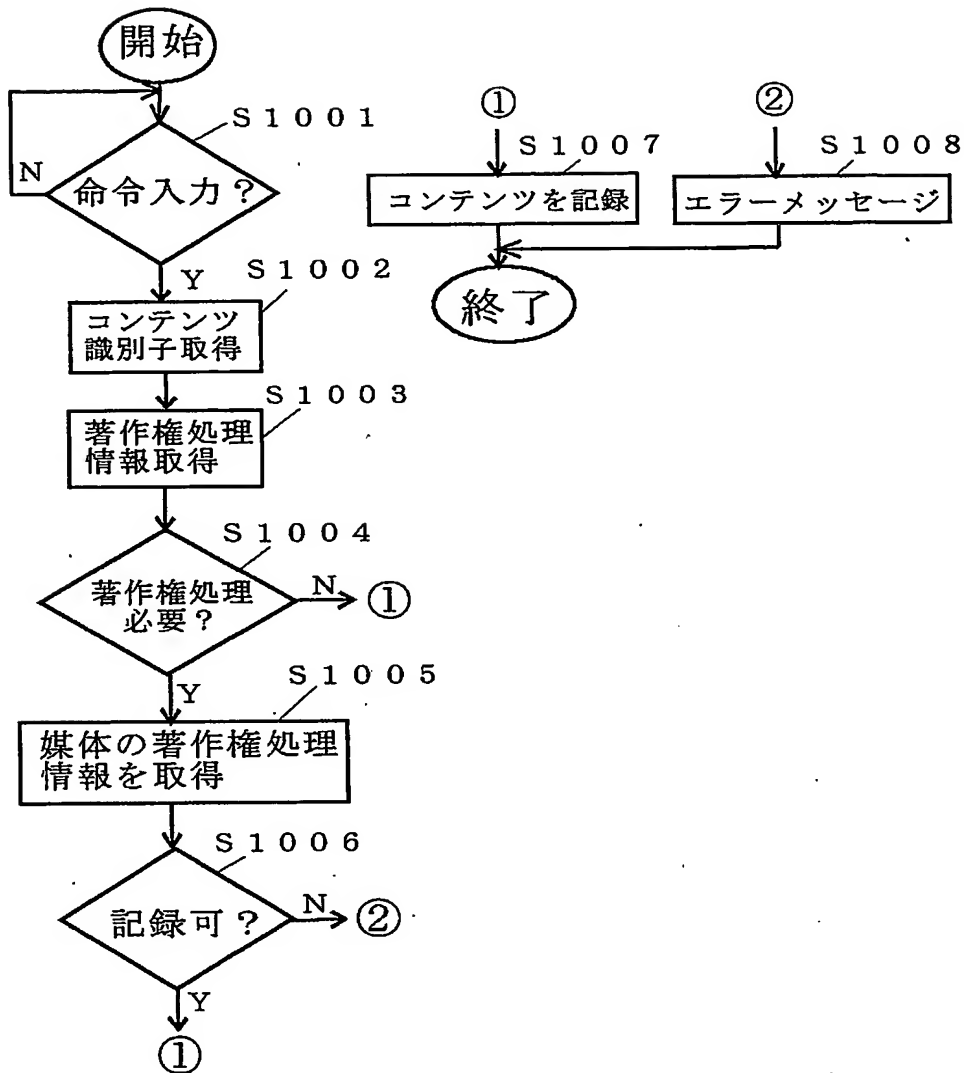 開始
S1001
N
命令入力？
Y
S1002
コンテンツ
識別子取得
S1003
著作権処理
情報取得
S1004
著作権処理
必要？
N
①
Y
S1005
媒体の著作権処理
情報を取得
S1006
記録可？
N
②
Y
①
①
S1007
コンテンツを記録
②
S1008
エラーメッセージ
終了